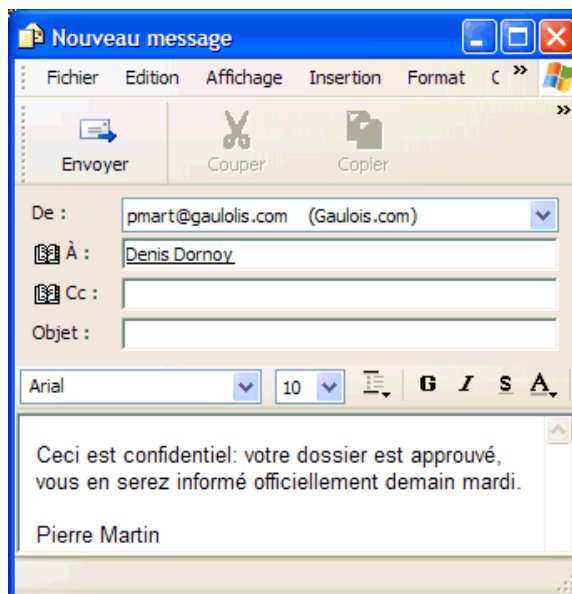 Nouveau message
Fichier Edition Affichage Insertion Format C »
»
Envoyer Couper Copier
De : pmart@gaulolis.com (Gaulois.com)
À : Denis Dornoy
Cc :
Objet :
Arial 10 G I S A
Ceci est confidentiel: votre dossier est approuvé,
vous en serez informé officiellement demain mardi.
Pierre Martin